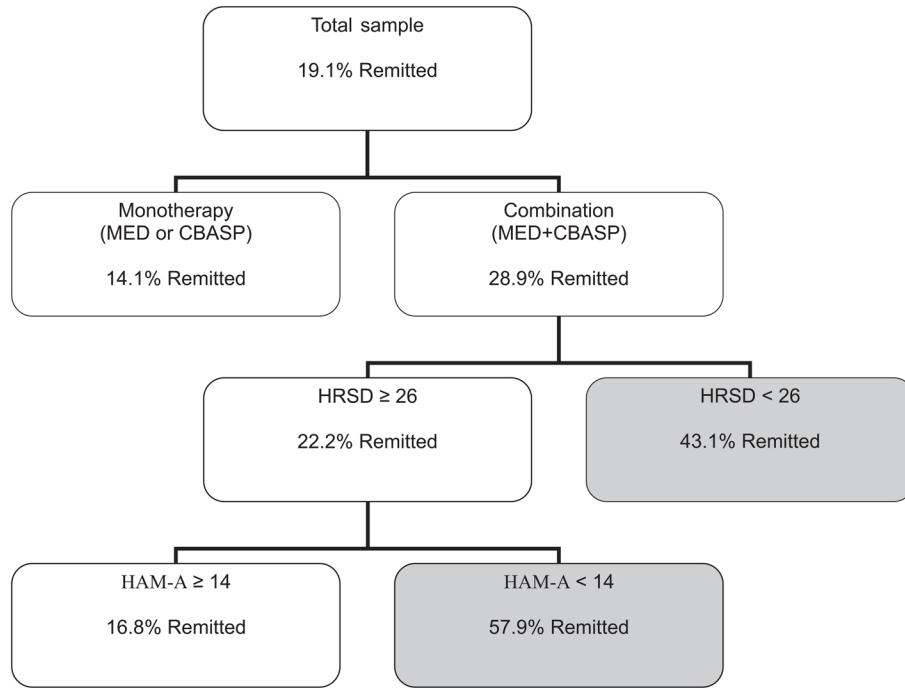 Total sample
19.1% Remitted
Monotherapy
(MED or CBASP)
14.1% Remitted
Combination
(MED+CBASP)
28.9% Remitted
HRSD ≥ 26
22.2% Remitted
HRSD < 26
43.1% Remitted
HAM-A ≥ 14
16.8% Remitted
HAM-A < 14
57.9% Remitted